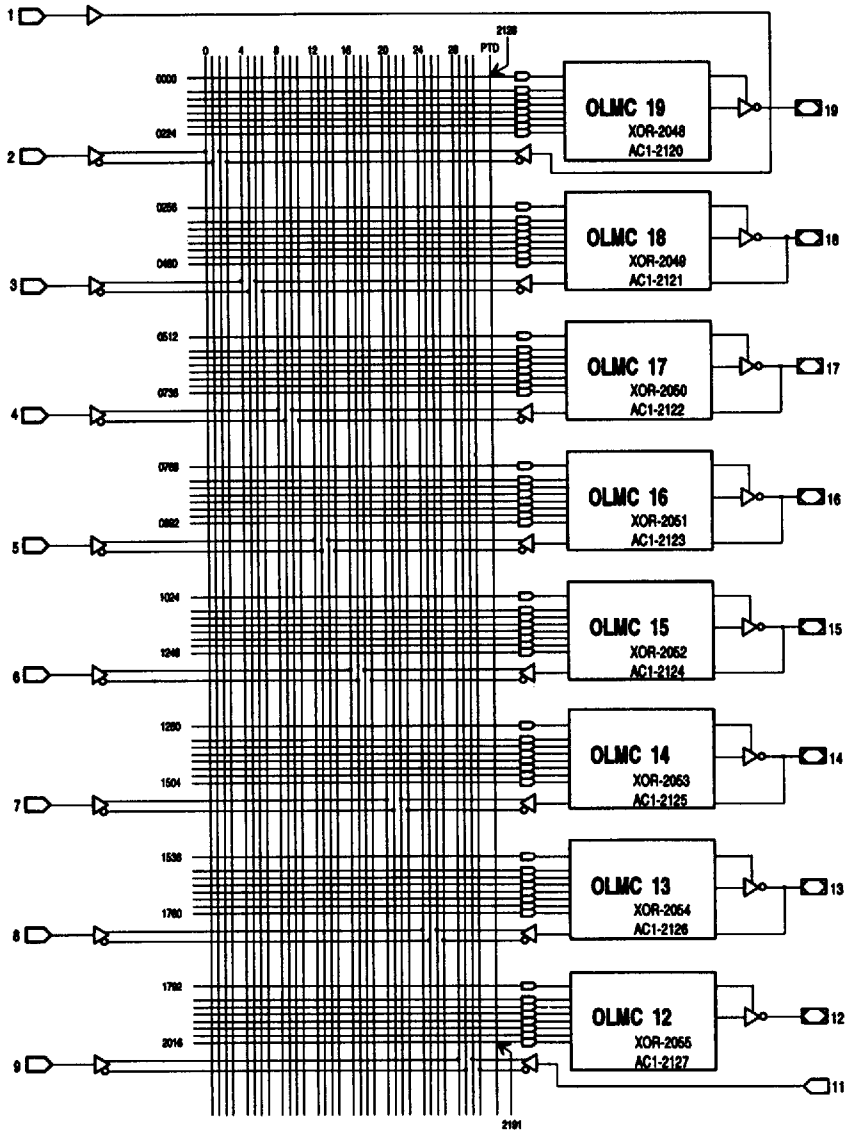 1
2128
0 4 8 12 16 20 24 28 PTD
0000
OLMC 19
XOR-2048
AC1-2120
19
0224
2
0256
OLMC 18
XOR-2049
AC1-2121
18
0480
3
0512
OLMC 17
XOR-2050
AC1-2122
17
0736
4
0768
OLMC 16
XOR-2051
AC1-2123
16
0992
5
1024
OLMC 15
XOR-2052
AC1-2124
15
1248
6
1280
OLMC 14
XOR-2053
AC1-2125
14
1504
7
1536
OLMC 13
XOR-2054
AC1-2126
13
1760
8
1792
OLMC 12
XOR-2055
AC1-2127
12
2016
9
11
2191